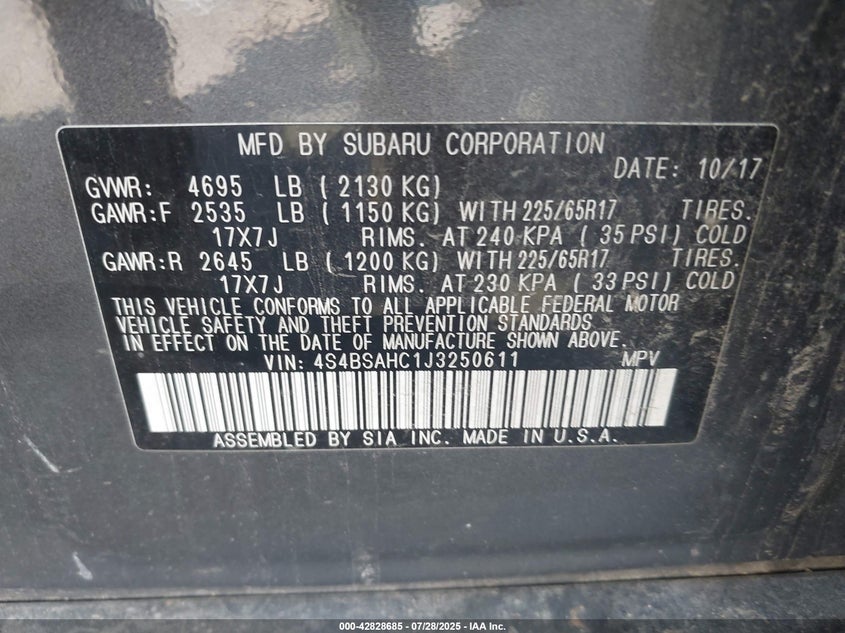 MFD BY SUBARU CORPORATION
DATE: 10/17
GVWR: 4695 LB ( 2130 KG)
GAWR:F 2535 LB ( 1150 KG) WITH 225/65R17 TIRES.
17X7J RIMS. AT 240 KPA ( 35 PSI) COLD
GAWR:R 2645 LB ( 1200 KG) WITH 225/65R17 TIRES.
17X7J RIMS. AT 230 KPA ( 33 PSI) COLD
THIS VEHICLE CONFORMS TO ALL APPLICABLE FEDERAL MOTOR
VEHICLE SAFETY AND THEFT PREVENTION STANDARDS
IN EFFECT ON THE DATE OF MANUFACTURE SHOWN ABOVE.
VIN: 4S4BSAHC1J3250611 MPV
ASSEMBLED BY SIA INC. MADE IN U.S.A.
000-42828685 - 07/28/2025 - IAA Inc.